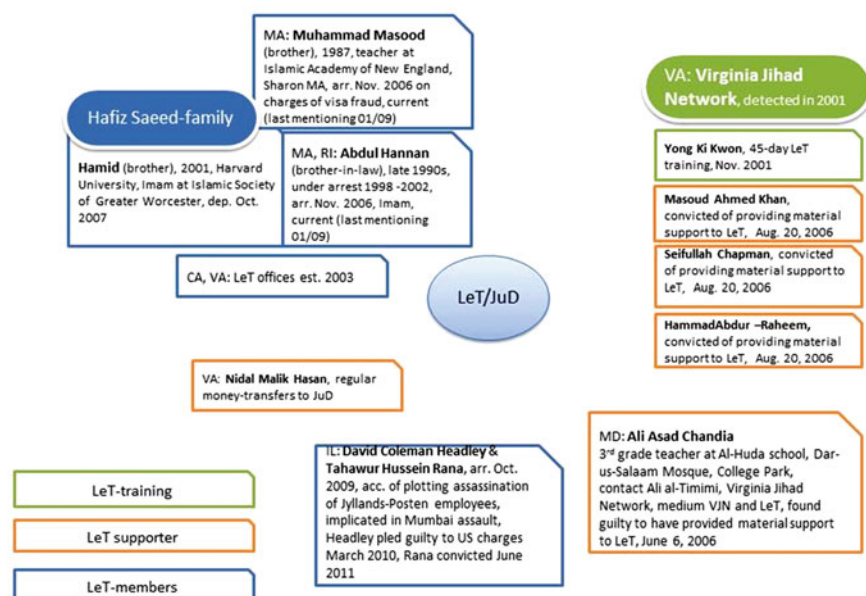 MA: Muhammad Masood
(brother), 1987, teacher at
Islamic Academy of New England,
Sharon MA, arr. Nov. 2006 on
charges of visa fraud, current
(last mentioning 01/09)
Hafiz Saeed-family
Hamid (brother), 2001, Harvard
University, Imam at Islamic Society
of Greater Worcester, dep. Oct.
2007
MA, RI: Abdul Hannan
(brother-in-law), late 1990s,
under arrest 1998 -2002,
arr. Nov. 2006, Imam,
current (last mentioning
01/09)
CA, VA: LeT offices est. 2003
LeT/JuD
VA: Virginia Jihad
Network, detected in 2001
Yong Ki Kwon, 45-day LeT
training, Nov. 2001
Masoud Ahmed Khan,
convicted of providing material
support to LeT, Aug. 20, 2006
Seifullah Chapman, convicted
of providing material support to
LeT, Aug. 20, 2006
HammadAbdur –Raheem,
convicted of providing material
support to LeT, Aug. 20, 2006
VA: Nidal Malik Hasan, regular
money-transfers to JuD
IL: David Coleman Headley &
Tahawur Hussein Rana, arr. Oct.
2009, acc. of plotting assassination
of Jyllands-Posten employees,
implicated in Mumbai assault,
Headley pled guilty to US charges
March 2010, Rana convicted June
2011
MD: Ali Asad Chandia
3rd grade teacher at Al-Huda school, Dar-
us-Salaam Mosque, College Park,
contact Ali al-Timimi, Virginia Jihad
Network, medium VJN and LeT, found
guilty to have provided material support
to LeT, June 6, 2006
LeT-training
LeT supporter
LeT-members